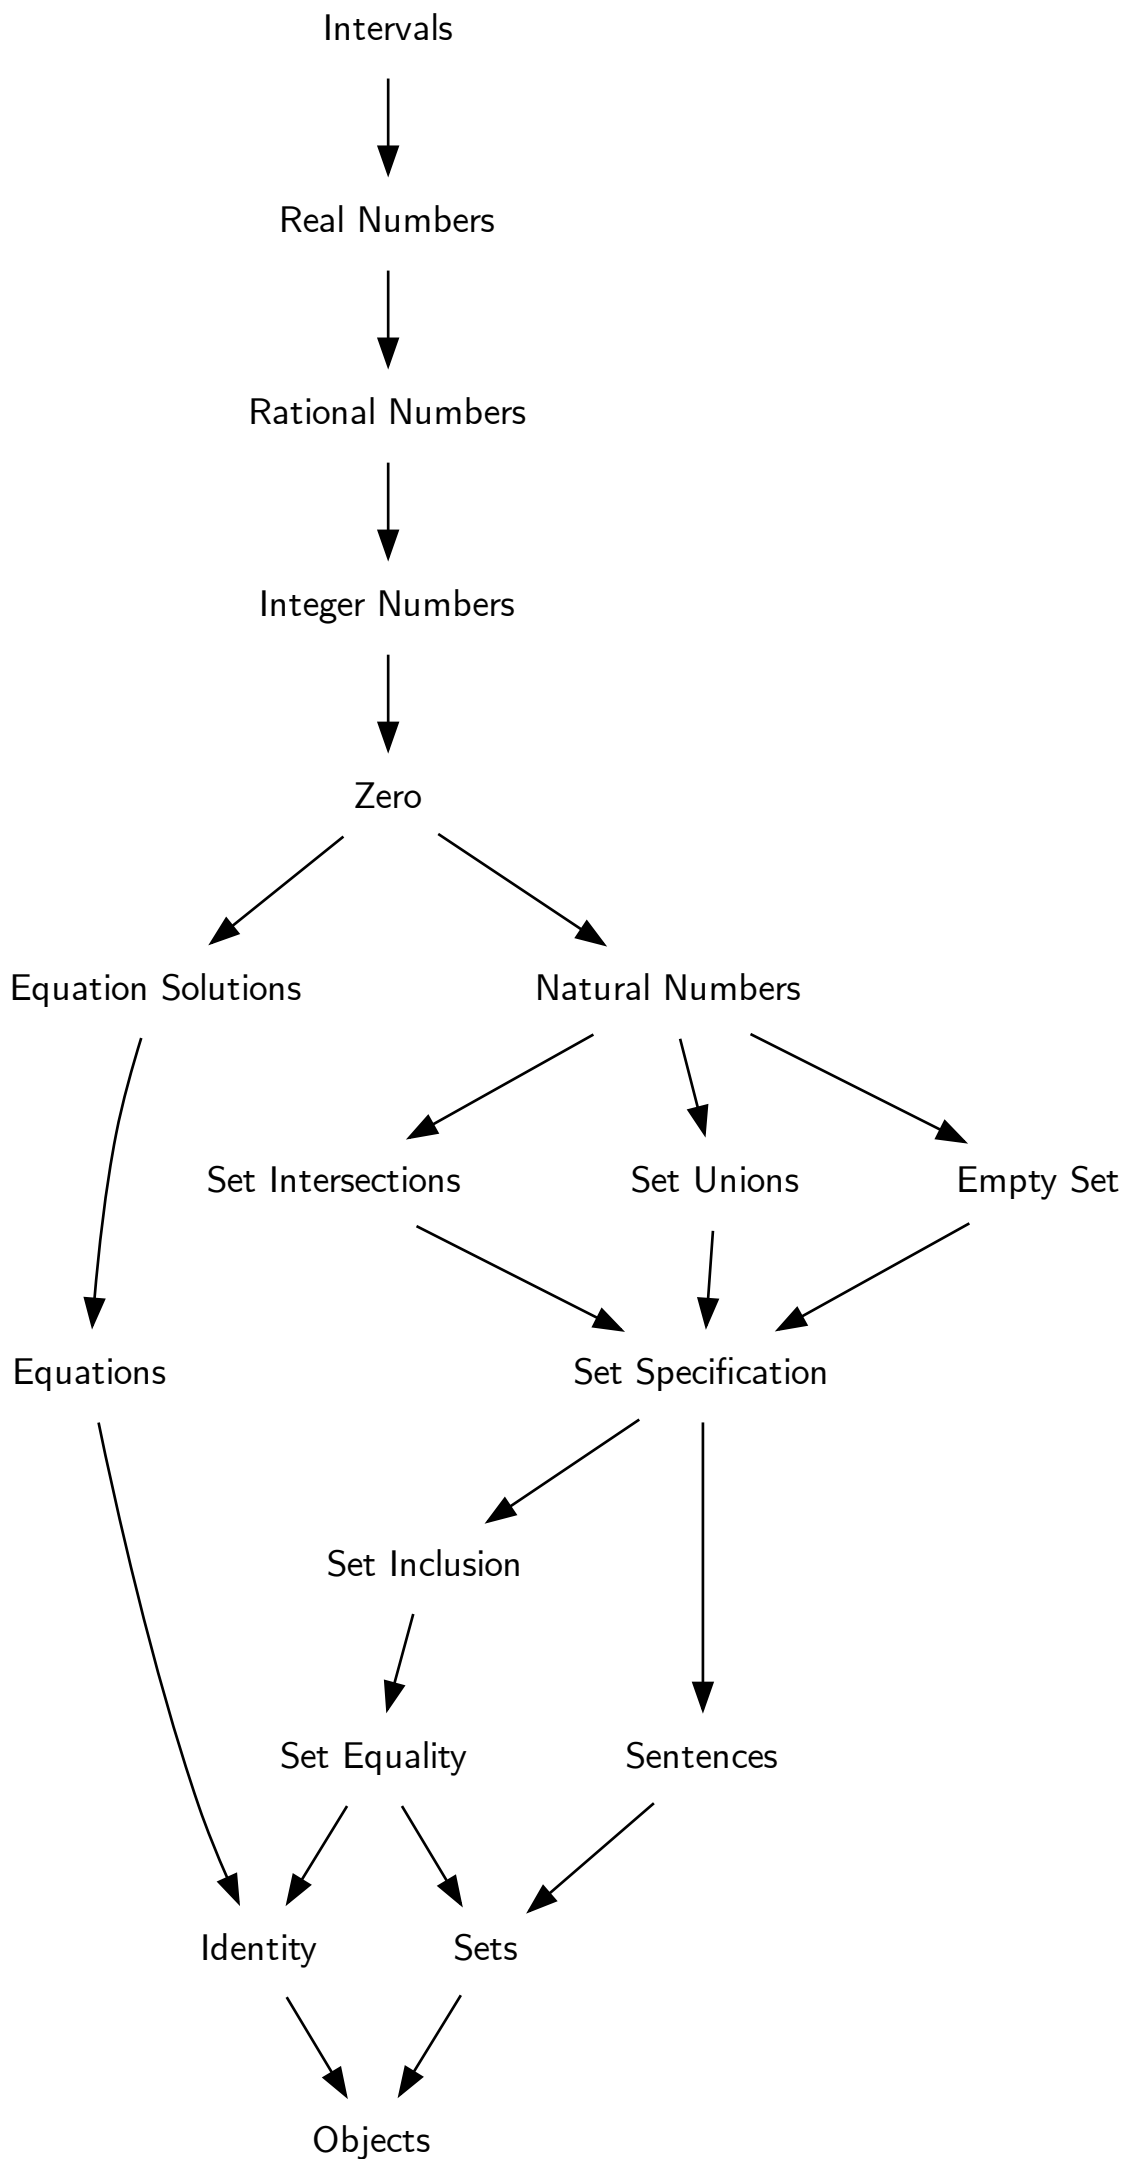 Intervals
Real Numbers
Rational Numbers
Integer Numbers
Zero
Equation Solutions
Natural Numbers
Set Intersections
Set Unions
Empty Set
Equations
Set Specification
Set Inclusion
Set Equality
Sentences
Identity
Sets
Objects